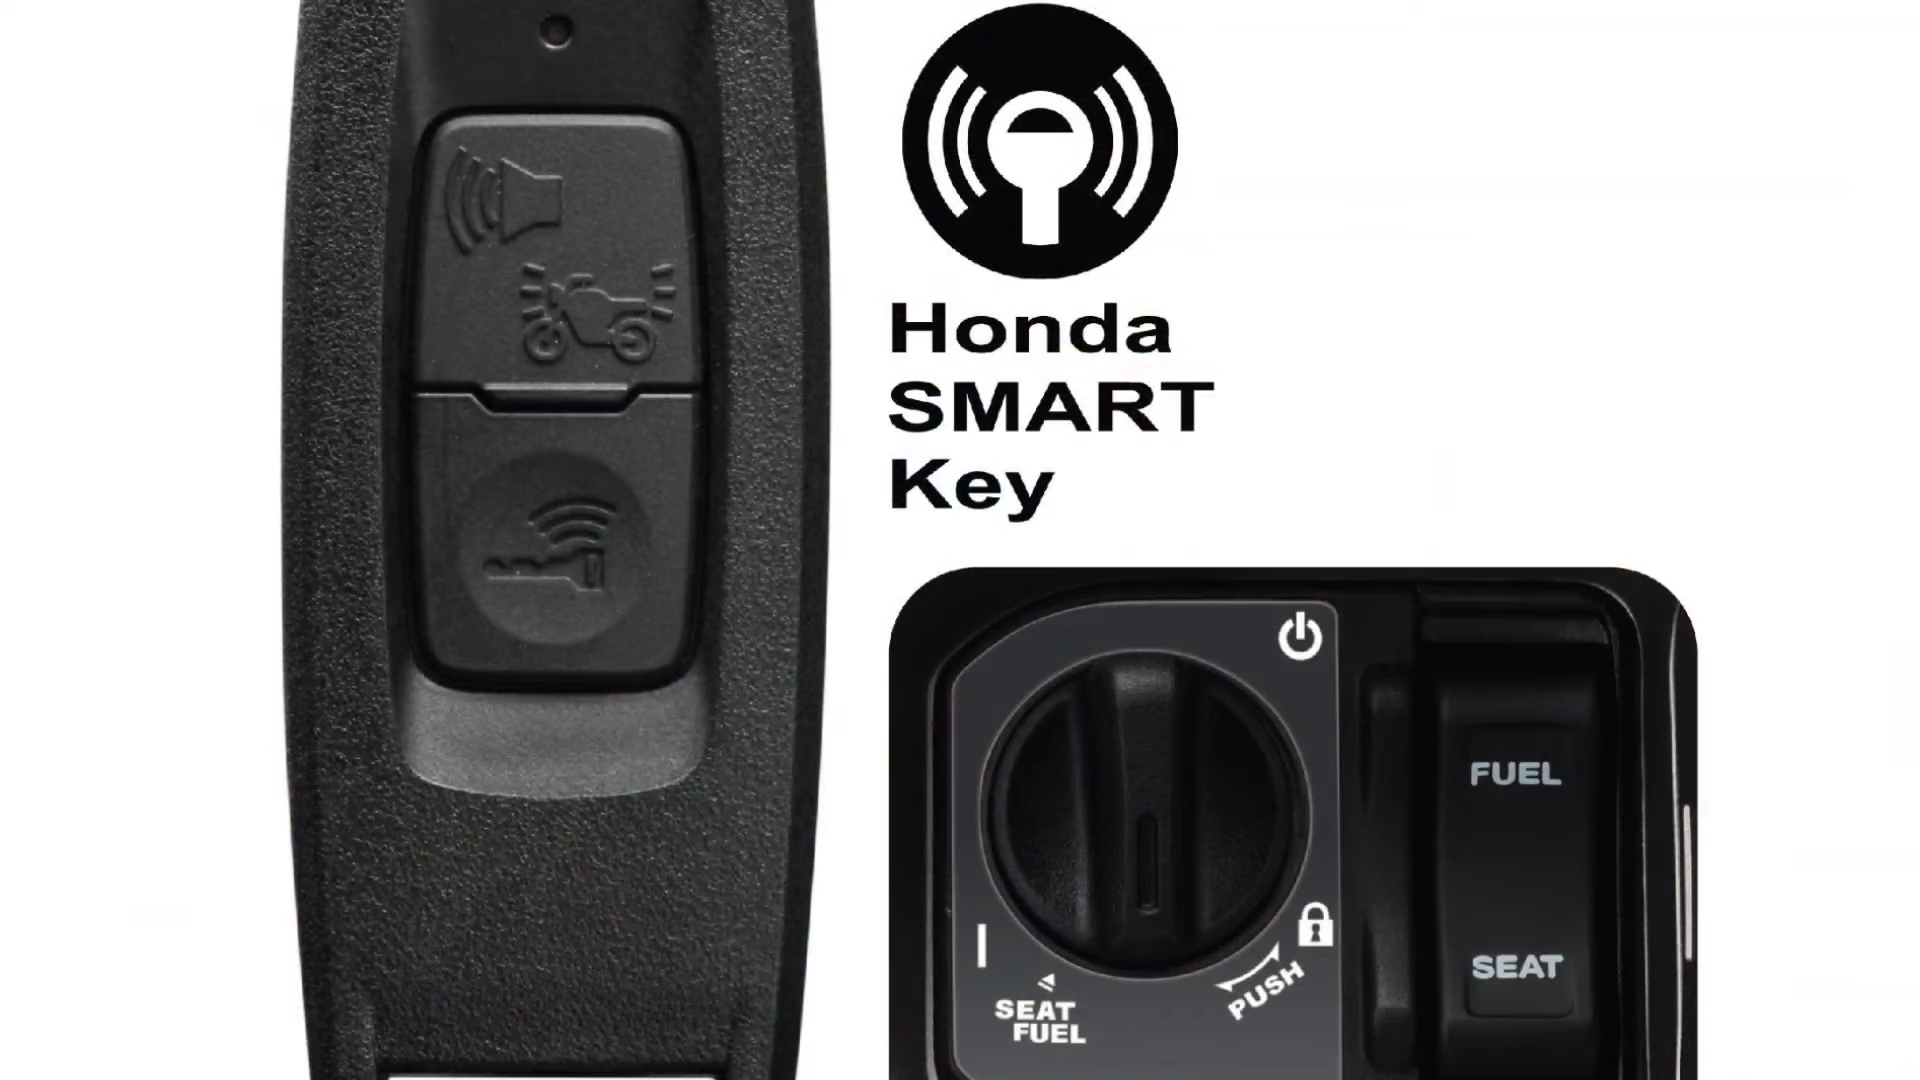 Honda
SMART
Key
FUEL
SEAT
SEAT
FUEL
PUSH